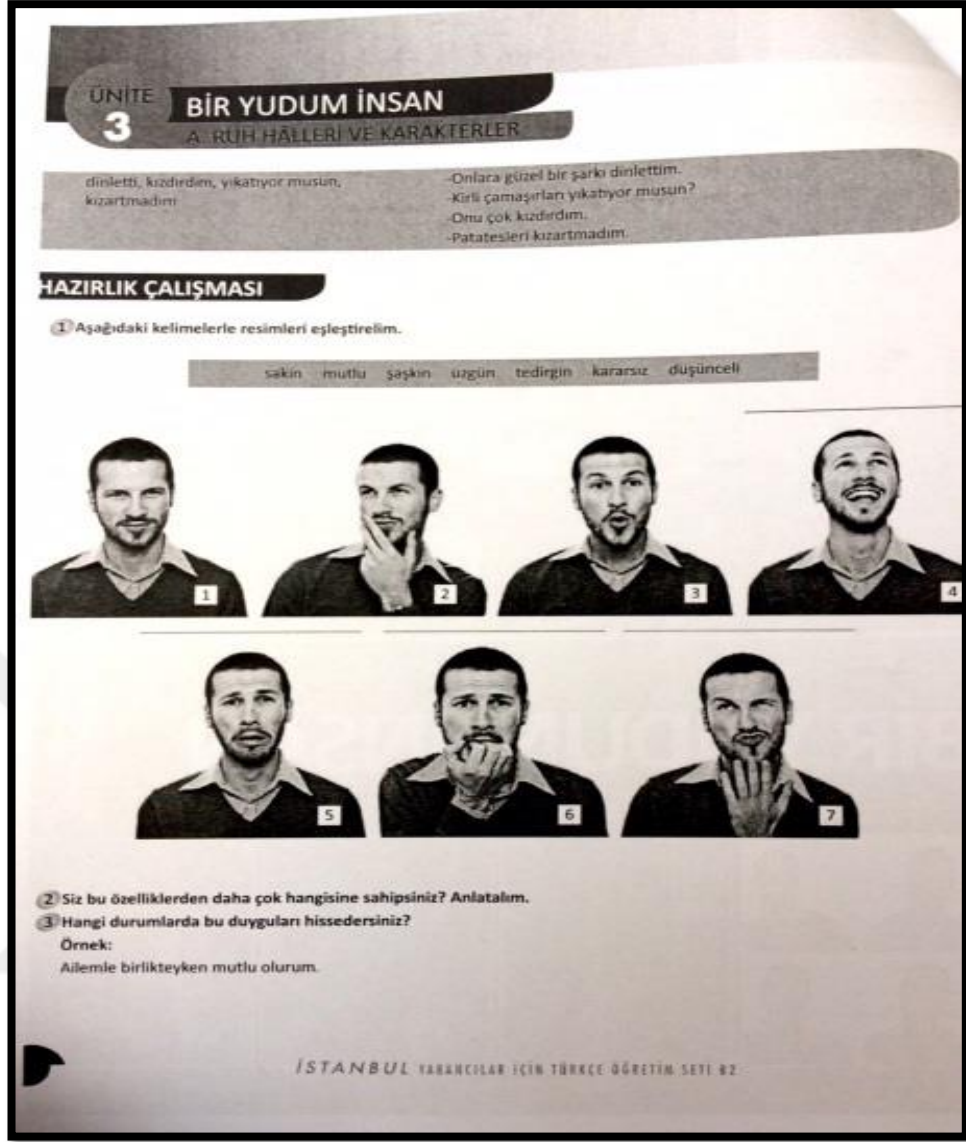 ÜNİTE
3
BİR YUDUM İNSAN
A. RUH HÂLLERİ VE KARAKTERLER
dinletti, kızdırdım, yıkatıyor musun,
kızartmadım
-Onlara güzel bir şarkı dinlettim.
-Kirli çamaşırları yıkatıyor musun?
-Onu çok kızdırdım.
-Patatesleri kızartmadım.
HAZIRLIK ÇALIŞMASI
1 Aşağıdaki kelimelerle resimleri eşleştirelim.
sakin mutlu şaşkın üzgün tedirgin kararsız düşünceli
1
2
3
4
5
6
7
2 Siz bu özelliklerden daha çok hangisine sahipsiniz? Anlatalım.
3 Hangi durumlarda bu duyguları hissedersiniz?
Örnek:
Ailemle birlikteyken mutlu olurum.
İSTANBUL YABANCILAR İÇİN TÜRKÇE ÖĞRETİM SETİ B2